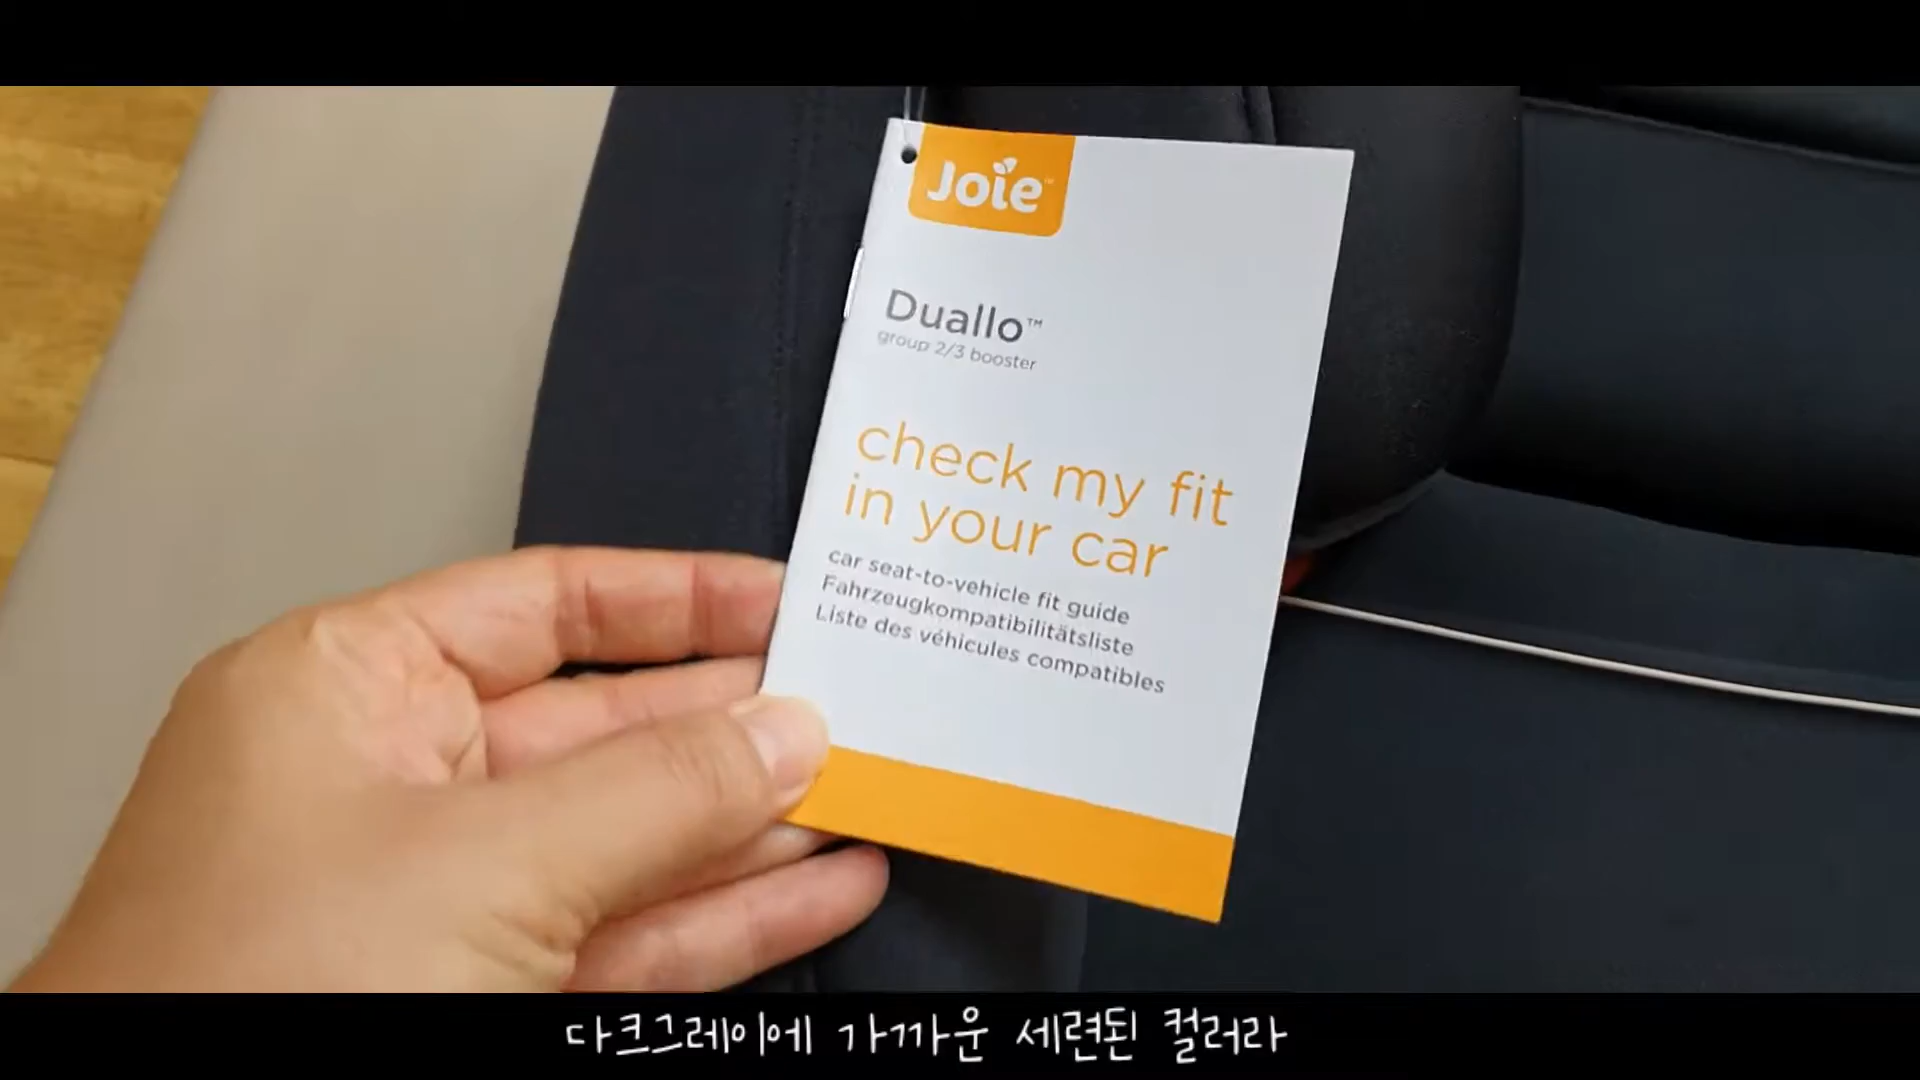 Joie™
Duallo™
group 2/3 booster
check my fit
in your car
car seat-to-vehicle fit guide
Fahrzeugkompatibilitätsliste
Liste des véhicules compatibles
다크그레이에 가까운 세련된 컬러라